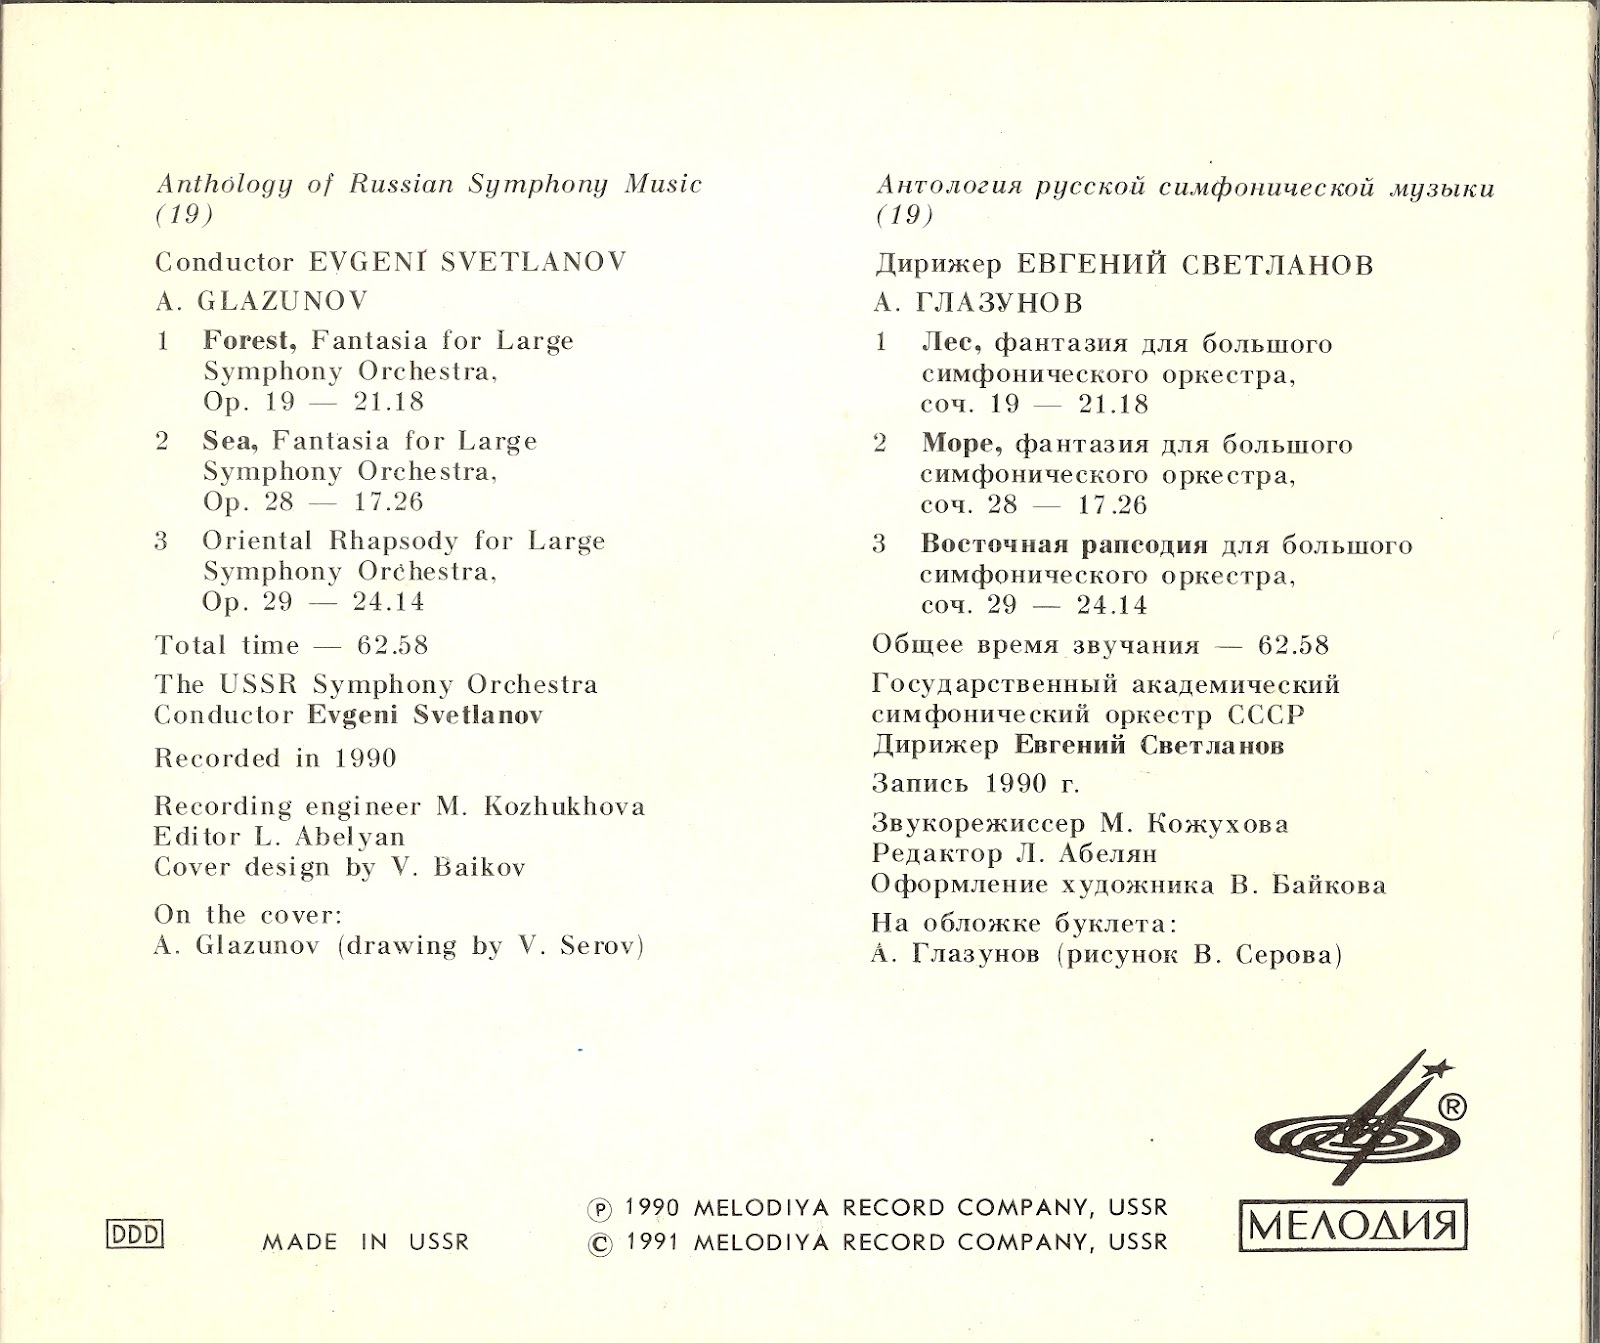 Anthology of Russian Symphony Music
(19)
Conductor EVGENI SVETLANOV
A. GLAZUNOV
1 Forest, Fantasia for Large
Symphony Orchestra,
Op. 19 — 21.18
2 Sea, Fantasia for Large
Symphony Orchestra,
Op. 28 — 17.26
3 Oriental Rhapsody for Large
Symphony Orchestra,
Op. 29 — 24.14
Total time — 62.58
The USSR Symphony Orchestra
Conductor Evgeni Svetlanov
Recorded in 1990
Recording engineer M. Kozhukhova
Editor L. Abelyan
Cover design by V. Baikov
On the cover:
A. Glazunov (drawing by V. Serov)
Антология русской симфонической музыки
(19)
Дирижер ЕВГЕНИЙ СВЕТЛАНОВ
А. ГЛАЗУНОВ
1 Лес, фантазия для большого
симфонического оркестра,
соч. 19 — 21.18
2 Море, фантазия для большого
симфонического оркестра,
соч. 28 — 17.26
3 Восточная рапсодия для большого
симфонического оркестра,
соч. 29 — 24.14
Общее время звучания — 62.58
Государственный академический
симфонический оркестр СССР
Дирижер Евгений Светланов
Запись 1990 г.
Звукорежиссер М. Кожухова
Редактор Л. Абелян
Оформление художника В. Байкова
На обложке буклета:
А. Глазунов (рисунок В. Серова)
®
МЕЛОДИЯ
DDD
MADE IN USSR
℗ 1990 MELODIYA RECORD COMPANY, USSR
© 1991 MELODIYA RECORD COMPANY, USSR